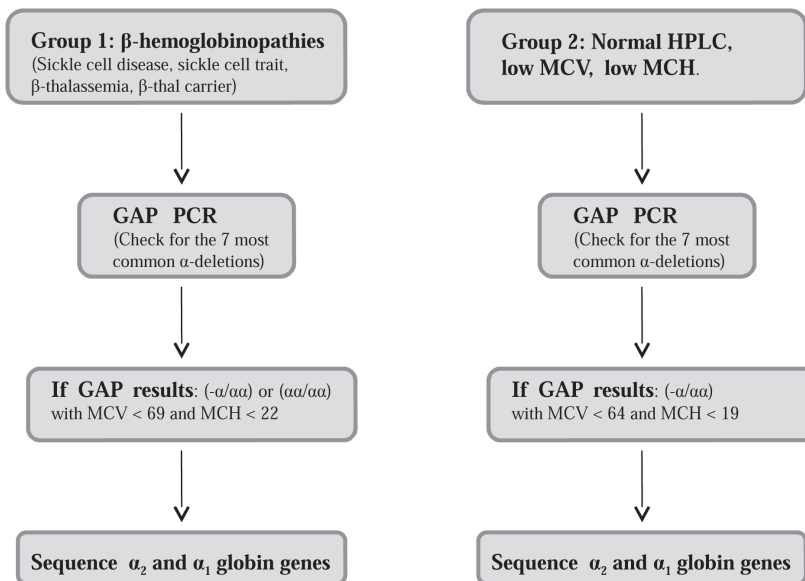 Group 1: β-hemoglobinopathies
(Sickle cell disease, sickle cell trait,
β-thalassemia, β-thal carrier)
GAP PCR
(Check for the 7 most
common α-deletions)
If GAP results: (-α/αα) or (αα/αα)
with MCV < 69 and MCH < 22
Sequence α₂ and α₁ globin genes
Group 2: Normal HPLC,
low MCV, low MCH.
GAP PCR
(Check for the 7 most
common α-deletions)
If GAP results: (-α/αα)
with MCV < 64 and MCH < 19
Sequence α₂ and α₁ globin genes